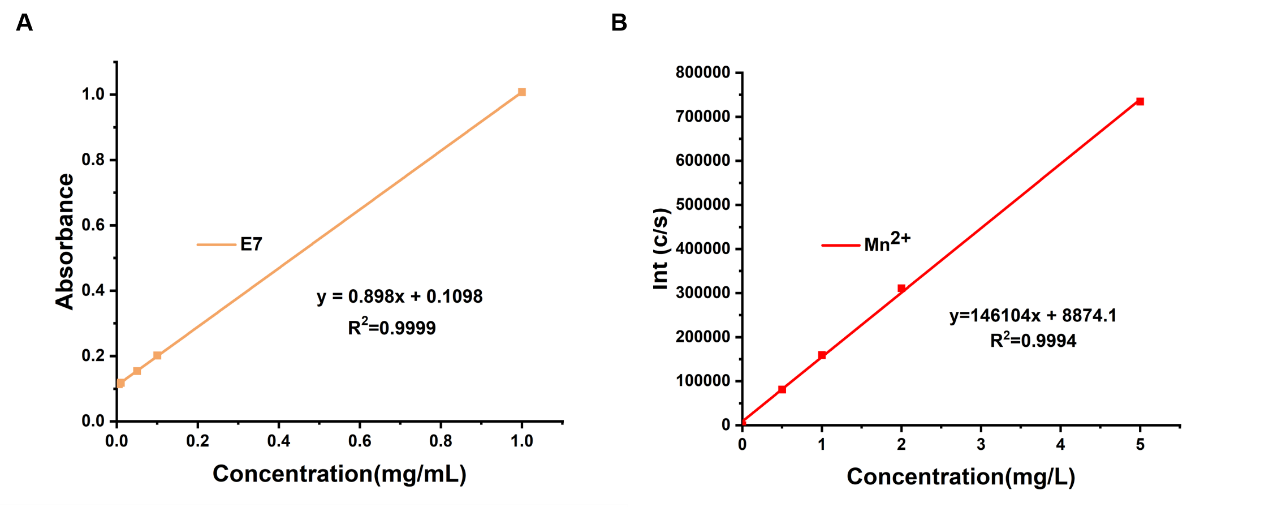 A
1.0
0.8
0.6
0.4
0.2
0.0
Absorbance
E7
y = 0.898x + 0.1098
R²=0.9999
0.0 0.2 0.4 0.6 0.8 1.0
Concentration(mg/mL)
B
800000
700000
600000
500000
400000
300000
200000
100000
0
Int (c/s)
Mn²⁺
y=146104x + 8874.1
R²=0.9994
0 1 2 3 4 5
Concentration(mg/L)